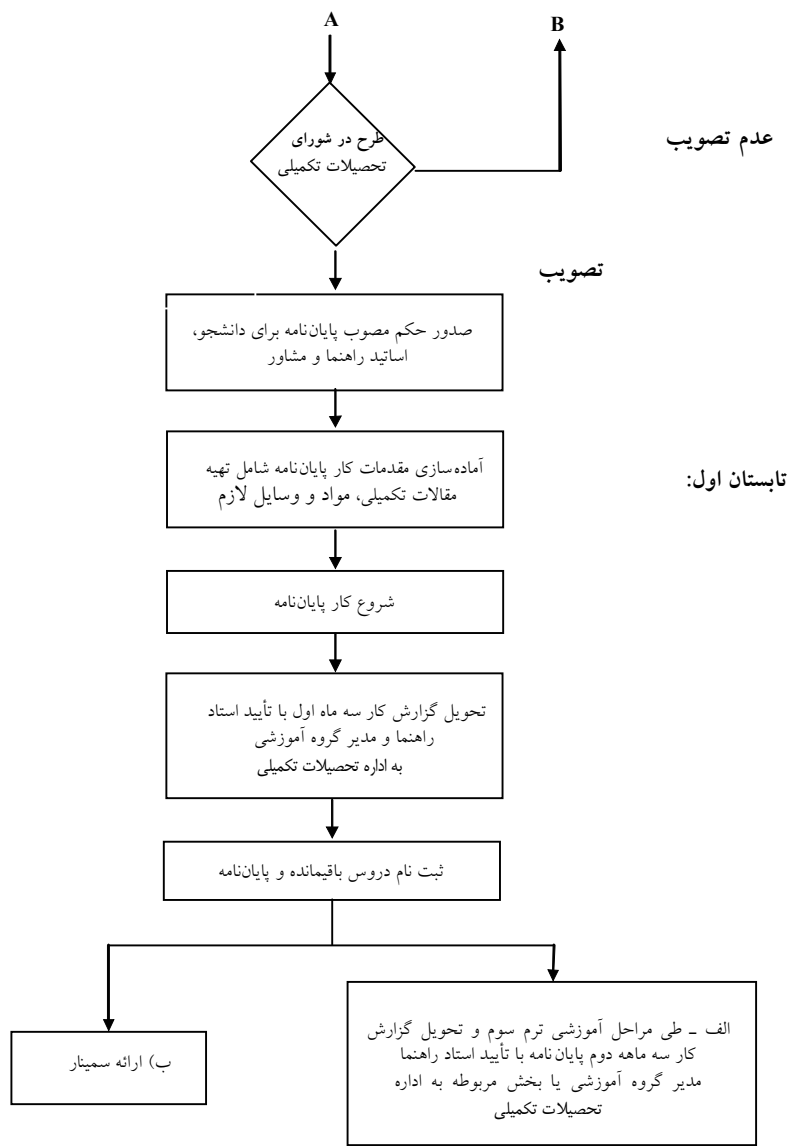 A
B
طرح در شورای
تحصیلات تکمیلی
عدم تصویب
تصویب
صدور حکم مصوب پایان‌نامه برای دانشجو،
اساتید راهنما و مشاور
تابستان اول:
آماده‌سازی مقدمات کار پایان‌نامه شامل تهیه
مقالات تکمیلی، مواد و وسایل لازم
شروع کار پایان‌نامه
تحویل گزارش کار سه ماه اول با تأیید استاد
راهنما و مدیر گروه آموزشی
به اداره تحصیلات تکمیلی
ثبت نام دروس باقیمانده و پایان‌نامه
الف ـ طی مراحل آموزشی ترم سوم و تحویل گزارش
کار سه ماهه دوم پایان‌نامه با تأیید استاد راهنما
مدیر گروه آموزشی یا بخش مربوطه به اداره
تحصیلات تکمیلی
ب) ارائه سمینار